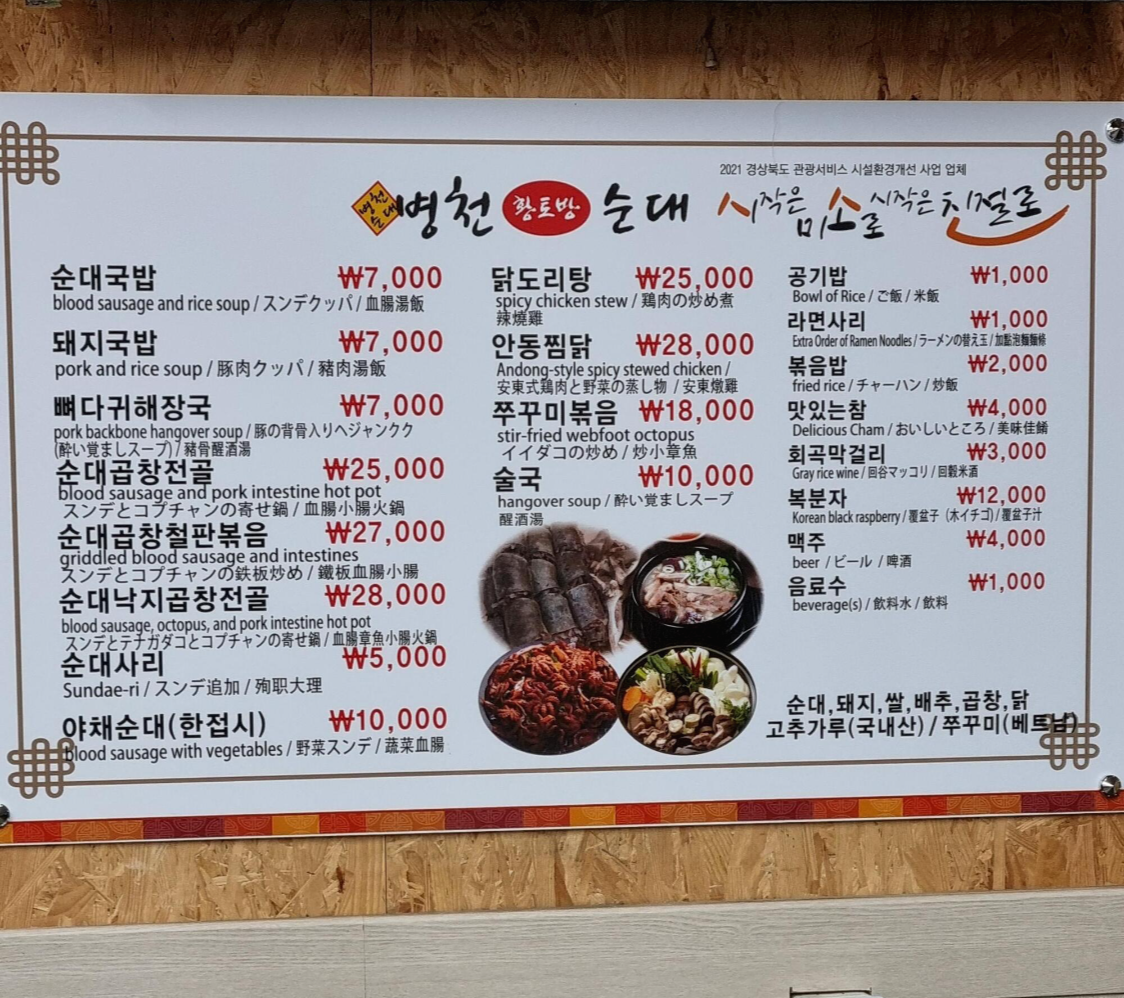 2021 경상북도 관광서비스 시설환경개선 사업 업체
병천순대 병천 황토방 순대
시작은 미소로 시작은 친절로
순대국밥 ₩7,000
blood sausage and rice soup / スンデクッパ / 血腸湯飯
돼지국밥 ₩7,000
pork and rice soup / 豚肉クッパ / 豬肉湯飯
뼈다귀해장국 ₩7,000
pork backbone hangover soup / 豚の背骨入りヘジャンクク
(酔い覚ましスープ) / 豬骨醒酒湯
순대곱창전골 ₩25,000
blood sausage and pork intestine hot pot
スンデとコプチャンの寄せ鍋 / 血腸小腸火鍋
순대곱창철판볶음 ₩27,000
griddled blood sausage and intestines
スンデとコプチャンの鉄板炒め / 鐵板血腸小腸
순대낙지곱창전골 ₩28,000
blood sausage, octopus, and pork intestine hot pot
スンデとテナガダコとコプチャンの寄せ鍋 / 血腸章魚小腸火鍋
순대사리 ₩5,000
Sundae-ri / スンデ追加 / 殉职大理
야채순대(한접시) ₩10,000
blood sausage with vegetables / 野菜スンデ / 蔬菜血腸
닭도리탕 ₩25,000
spicy chicken stew / 鶏肉の炒め煮
辣燒雞
안동찜닭 ₩28,000
Andong-style spicy stewed chicken /
安東式鶏肉と野菜の蒸し物 / 安東燉雞
쭈꾸미볶음 ₩18,000
stir-fried webfoot octopus
イイダコの炒め / 炒小章魚
술국 ₩10,000
hangover soup / 酔い覚ましスープ
醒酒湯
공기밥 ₩1,000
Bowl of Rice / ご飯 / 米飯
라면사리 ₩1,000
Extra Order of Ramen Noodles / ラーメンの替え玉 / 加點泡麵麵條
볶음밥 ₩2,000
fried rice / チャーハン / 炒飯
맛있는참 ₩4,000
Delicious Cham / おいしいところ / 美味佳餚
회곡막걸리 ₩3,000
Gray rice wine / 回谷マッコリ / 回穀米酒
복분자 ₩12,000
Korean black raspberry / 覆盆子 (木イチゴ) / 覆盆子汁
맥주 ₩4,000
beer / ビール / 啤酒
음료수 ₩1,000
beverage(s) / 飲料水 / 飲料
순대,돼지,쌀,배추,곱창,닭
고추가루(국내산) / 쭈꾸미(베트남)